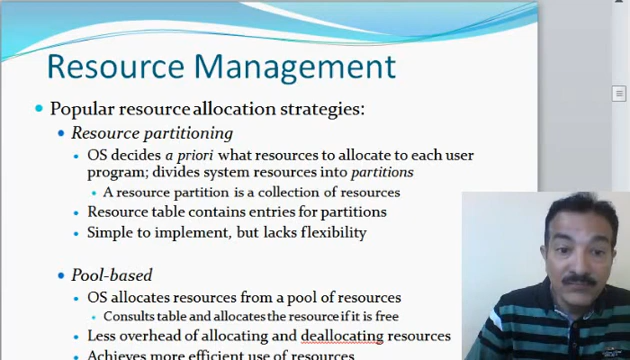 Resource Management
Popular resource allocation strategies:
Resource partitioning
OS decides a priori what resources to allocate to each user
program; divides system resources into partitions
A resource partition is a collection of resources
Resource table contains entries for partitions
Simple to implement, but lacks flexibility
Pool-based
OS allocates resources from a pool of resources
Consults table and allocates the resource if it is free
Less overhead of allocating and deallocating resources
Achieves more efficient use of resources